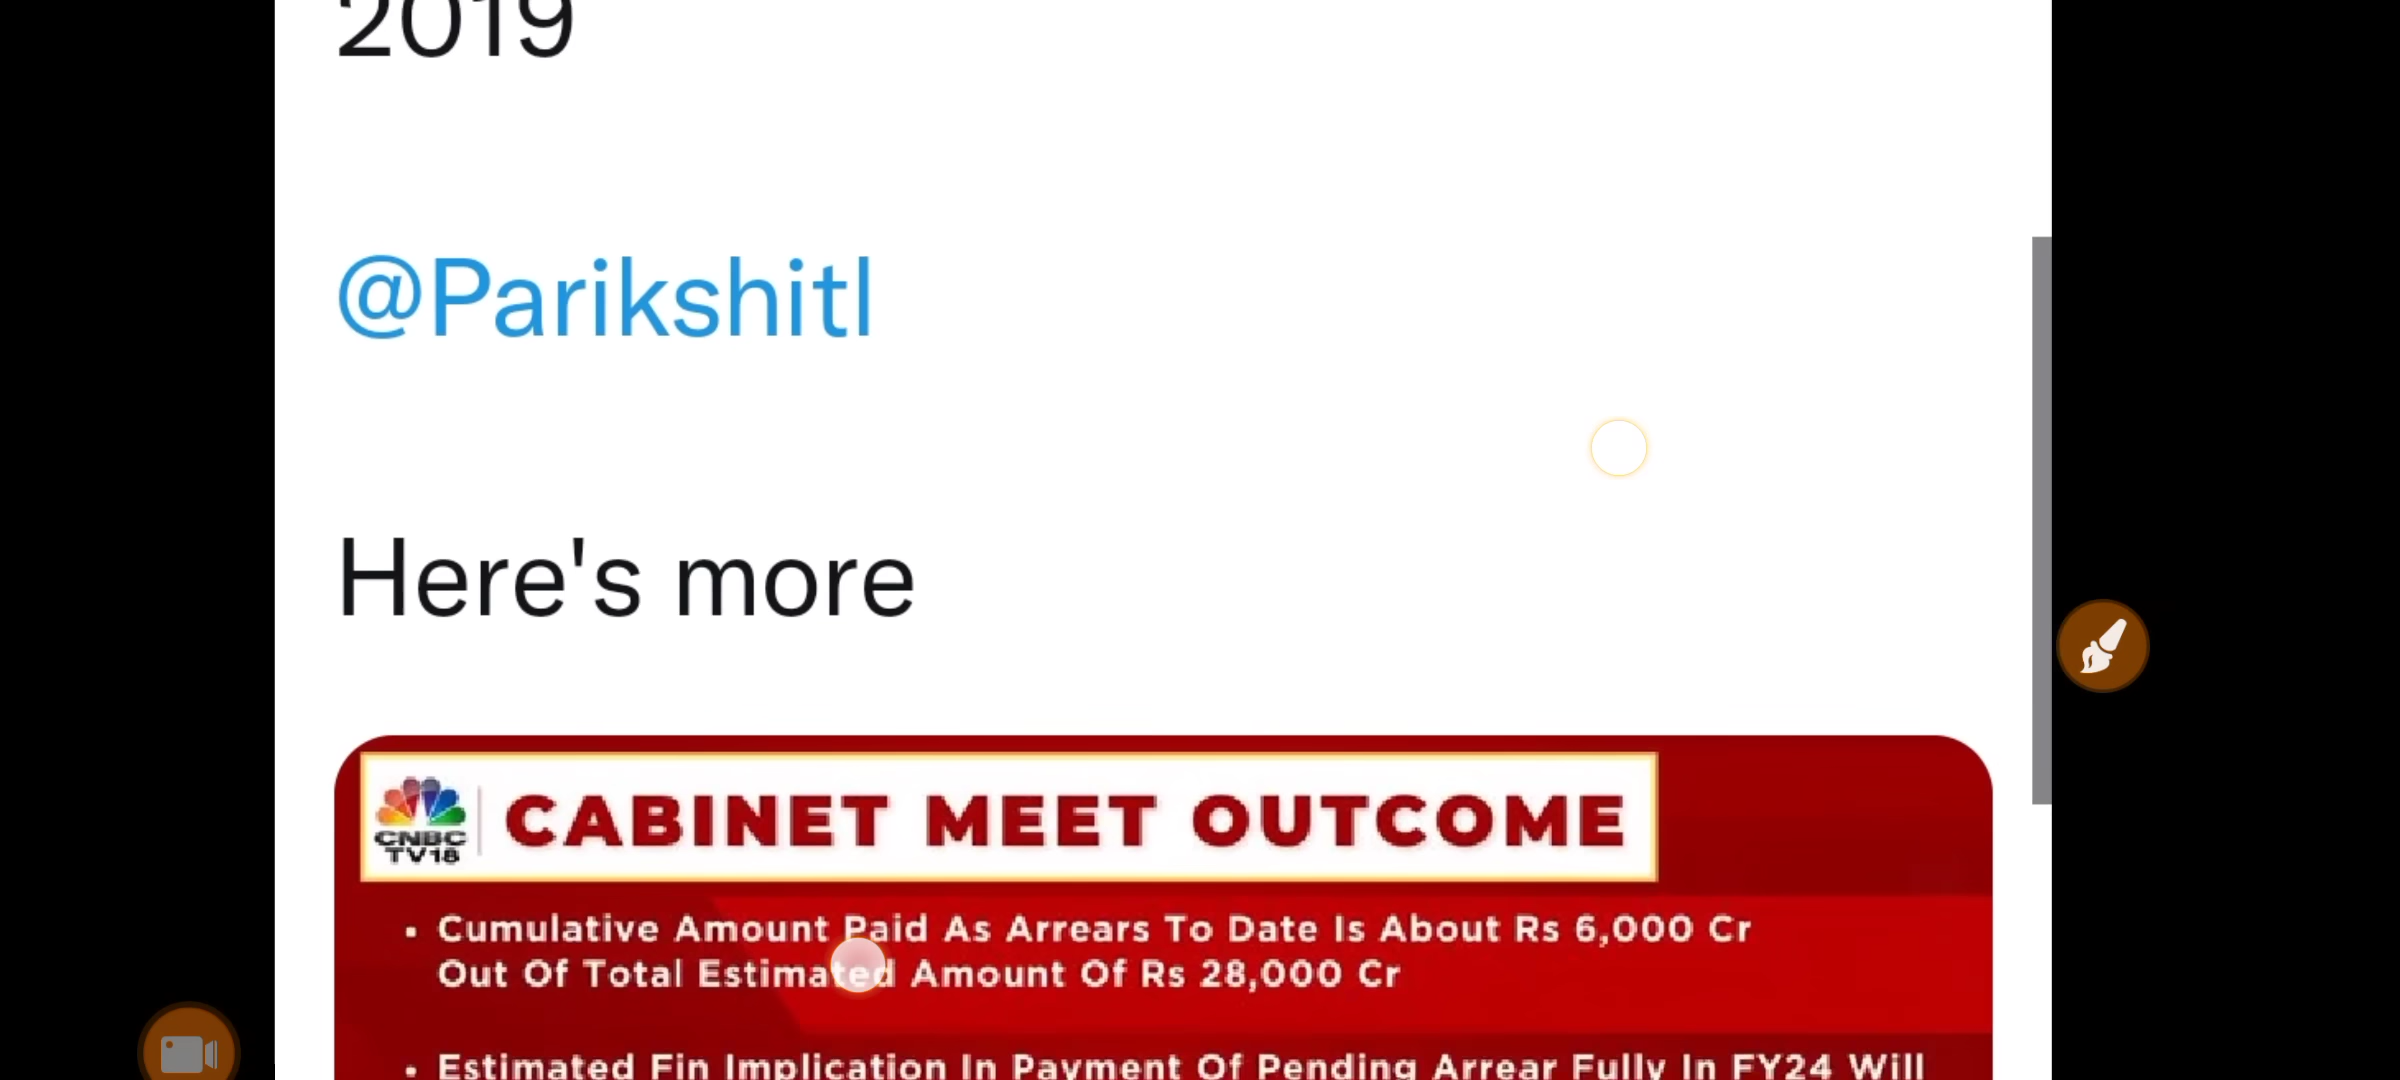 2019
@Parikshitl
Here's more
CNBC
TV18
CABINET MEET OUTCOME
• Cumulative Amount Paid As Arrears To Date Is About Rs 6,000 Cr
Out Of Total Estimated Amount Of Rs 28,000 Cr
• Estimated Fin Implication In Payment Of Pending Arrear Fully In FY24 Will